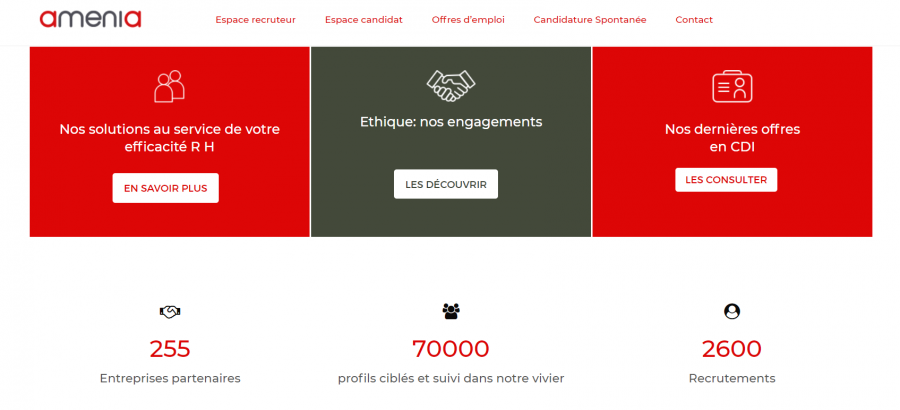 amenia
Espace recruteur
Espace candidat
Offres d'emploi
Candidature Spontanée
Contact
Nos solutions au service de votre
efficacité R H
EN SAVOIR PLUS
Ethique: nos engagements
LES DÉCOUVRIR
Nos dernières offres
en CDI
LES CONSULTER
255
Entreprises partenaires
70000
profils ciblés et suivi dans notre vivier
2600
Recrutements